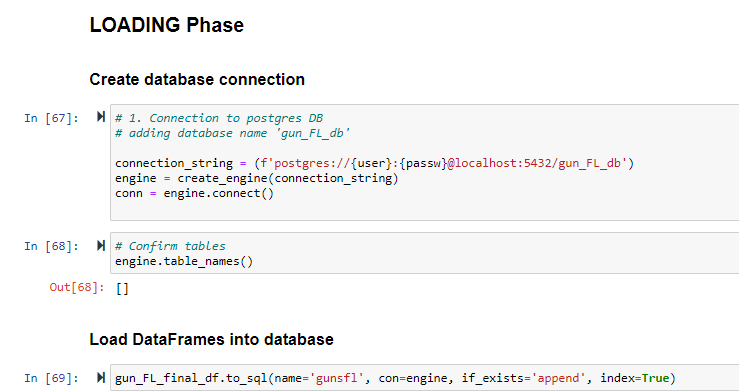 LOADING Phase
Create database connection
In [67]:
# 1. Connection to postgres DB
# adding database name 'gun_FL_db'
connection_string = (f'postgres://{user}:{passw}@localhost:5432/gun_FL_db')
engine = create_engine(connection_string)
conn = engine.connect()
In [68]:
# Confirm tables
engine.table_names()
Out[68]: []
Load DataFrames into database
In [69]:
gun_FL_final_df.to_sql(name='gunsfl', con=engine, if_exists='append', index=True)